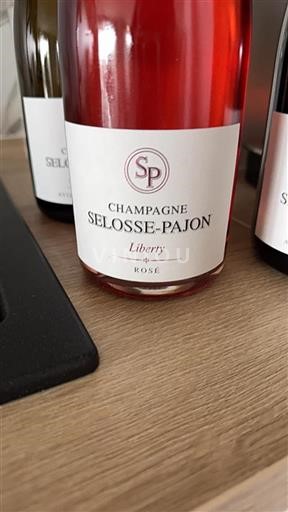 SP
CHAMPAGNE
SELOSSE-PAJON
Liberty
ROSÉ